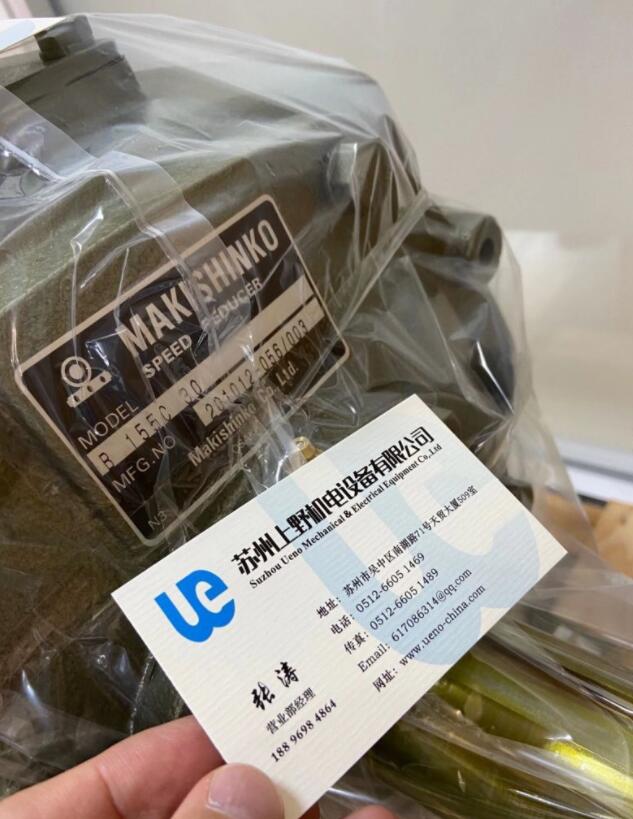 MAKISHINKO
SPEED REDUCER
MODEL
B 155C 30
MFG.NO
201012-056/003
Makishinko Co., Ltd.
N3
ue
苏州上野机电设备有限公司
Suzhou Ueno Mechanical & Electrical Equipment Co.,Ltd
地址：苏州市吴中区南湖路71号天贸大厦509室
电话：0512-6605 1469
传真：0512-6605 1489
Email：617086314@qq.com
网址：www.ueno-china.com
张涛
营业部经理
188 9698 4864